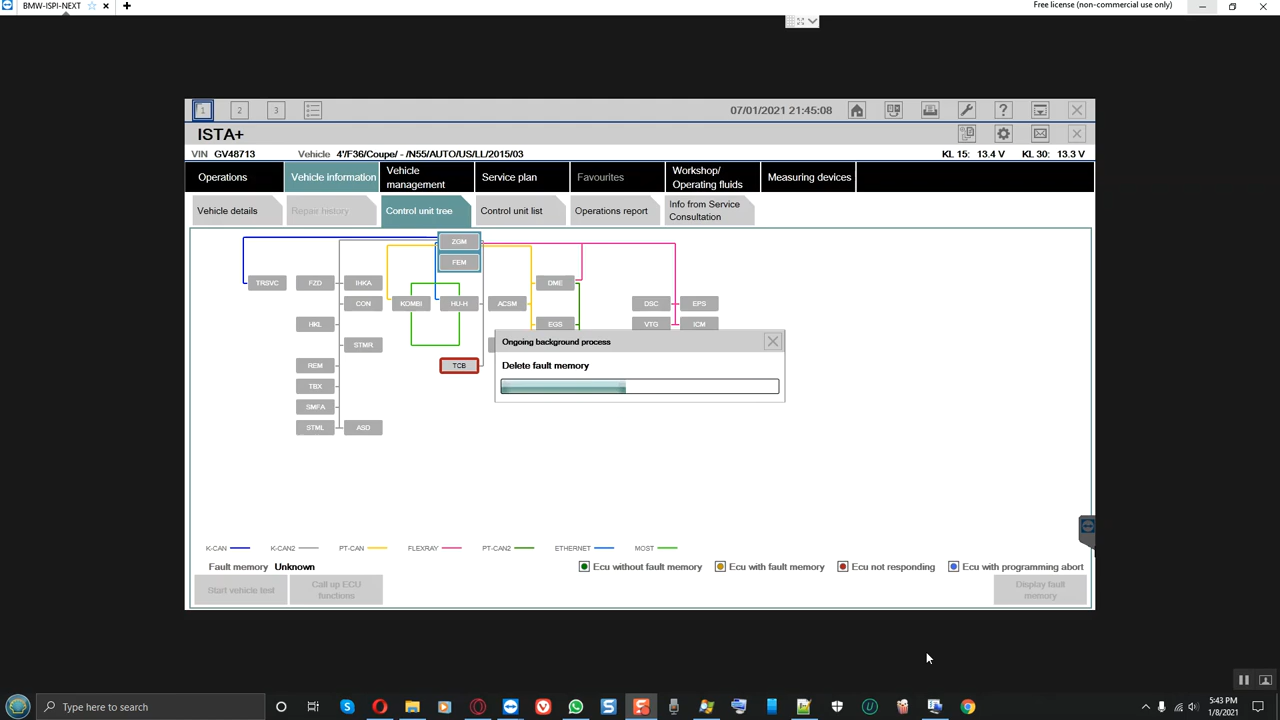 BMW-ISPI-NEXT
Free license (non-commercial use only)
1
2
3
07/01/2021 21:45:08
ISTA+
VIN GV48713 Vehicle 4'/F36/Coupe/ - /N55/AUTO/US/LL/2015/03 KL 15: 13.4 V KL 30: 13.3 V
Operations
Vehicle information
Vehicle
management
Service plan
Favourites
Workshop/
Operating fluids
Measuring devices
Vehicle details
Repair history
Control unit tree
Control unit list
Operations report
Info from Service
Consultation
ZGM
FEM
TRSVC FZD IHKA DME
CON KOMBI HU-H ACSM DSC EPS
HKL EGS VTG ICM
STMR
REM TCB
TBX
SMFA
STML ASD
Ongoing background process
Delete fault memory
K-CAN K-CAN2 PT-CAN FLEXRAY PT-CAN2 ETHERNET MOST
Fault memory Unknown
Ecu without fault memory Ecu with fault memory Ecu not responding Ecu with programming abort
Start vehicle test
Call up ECU
functions
Display fault
memory
Type here to search
5:43 PM
1/8/2021